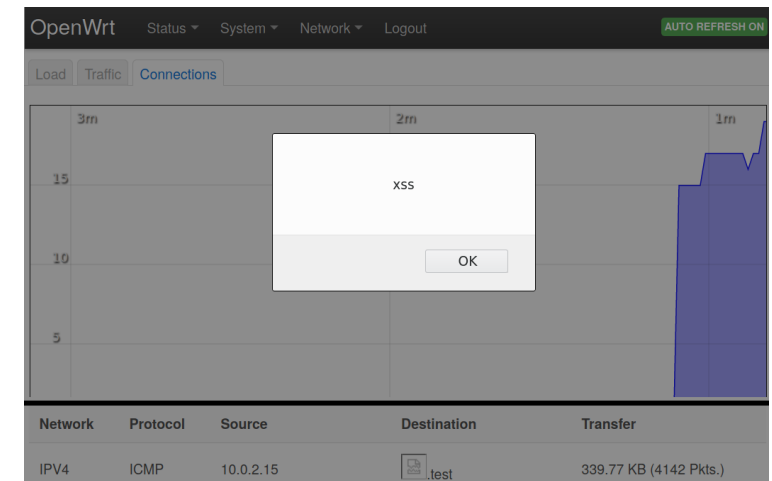 OpenWrt Status System Network Logout AUTO REFRESH ON
Load Traffic Connections
3m 2m 1m
15
xss
10
OK
5
Network Protocol Source Destination Transfer
IPV4 ICMP 10.0.2.15 .test 339.77 KB (4142 Pkts.)